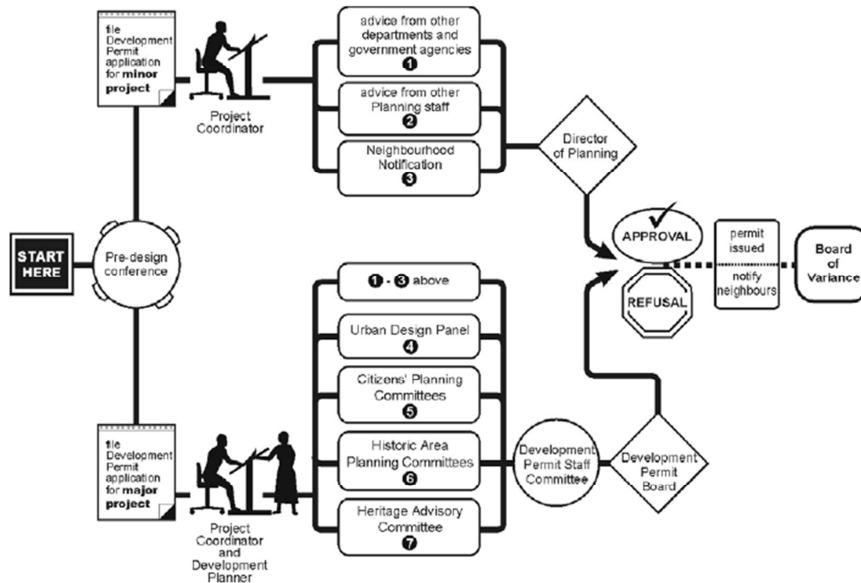 file
Development
Permit
application
for minor
project
Project
Coordinator
advice from other
departments and
government agencies
1
advice from other
Planning staff
2
Neighbourhood
Notification
3
Director
of Planning
START
HERE
Pre-design
conference
APPROVAL
REFUSAL
permit
issued
notify
neighbours
Board
of
Variance
1 - 3 above
Urban Design Panel
4
Citizens' Planning
Committees
5
Historic Area
Planning Committees
6
Heritage Advisory
Committee
7
file
Development
Permit
application
for major
project
Project
Coordinator
and
Development
Planner
Development
Permit Staff
Committee
Development
Permit
Board